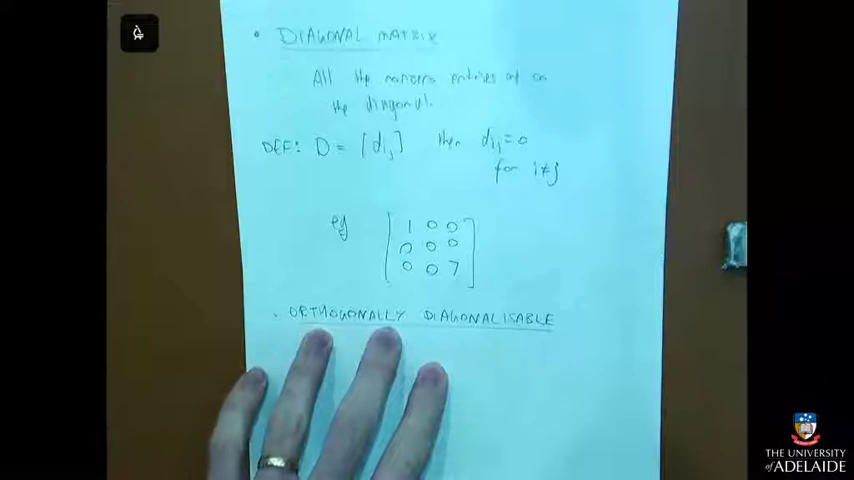 • DIAGONAL MATRIX
All the nonzero entries are on
the diagonal.
DEF: D = [dij] then dij = 0
for i≠j
eg [1 0 0
0 0 0
0 0 7]
• ORTHOGONALLY DIAGONALISABLE
THE UNIVERSITY
of ADELAIDE